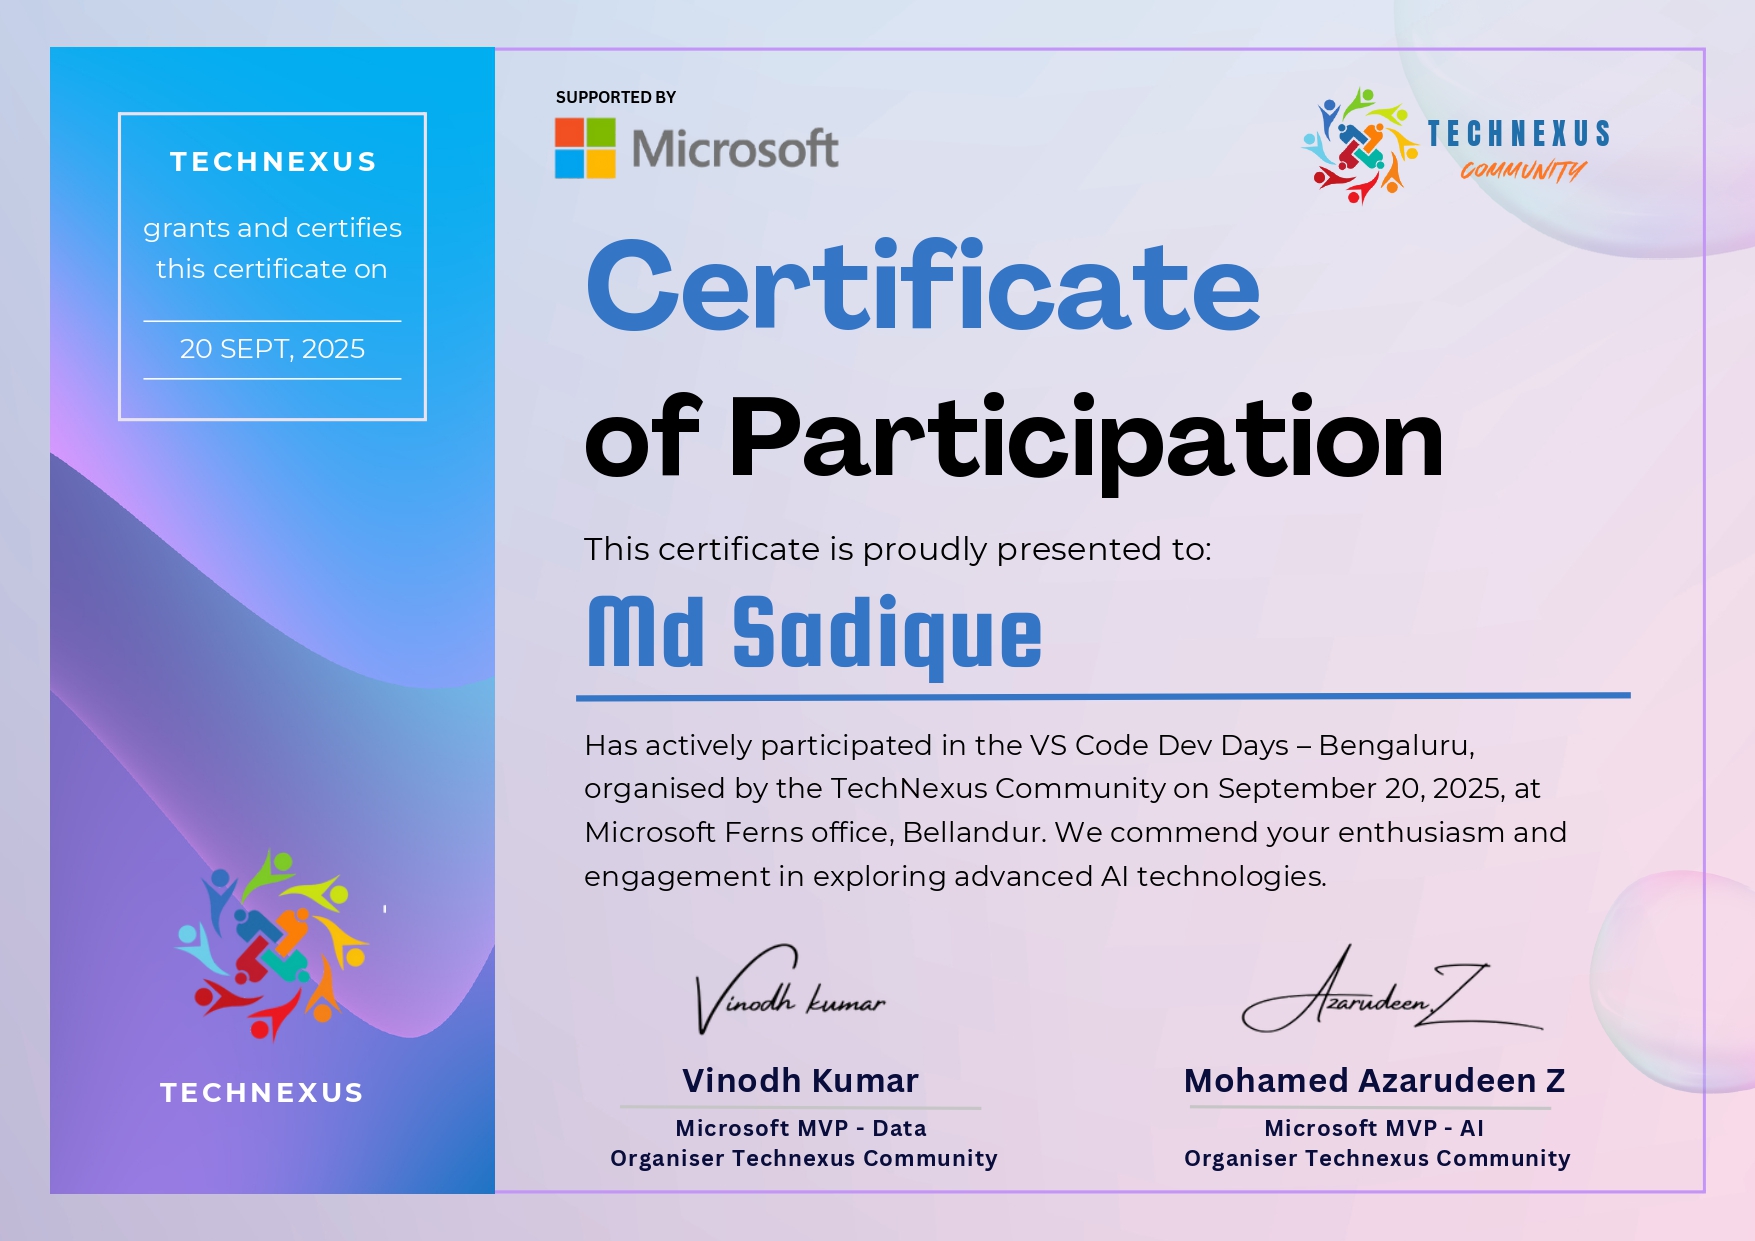 TECHNEXUS
grants and certifies
this certificate on
20 SEPT, 2025
TECHNEXUS
SUPPORTED BY
Microsoft
TECHNEXUS
COMMUNITY
Certificate
of Participation
This certificate is proudly presented to:
Md Sadique
Has actively participated in the VS Code Dev Days – Bengaluru,
organised by the TechNexus Community on September 20, 2025, at
Microsoft Ferns office, Bellandur. We commend your enthusiasm and
engagement in exploring advanced AI technologies.
Vinodh kumar
Vinodh Kumar
Microsoft MVP - Data
Organiser Technexus Community
Azarudeen.Z
Mohamed Azarudeen Z
Microsoft MVP - AI
Organiser Technexus Community